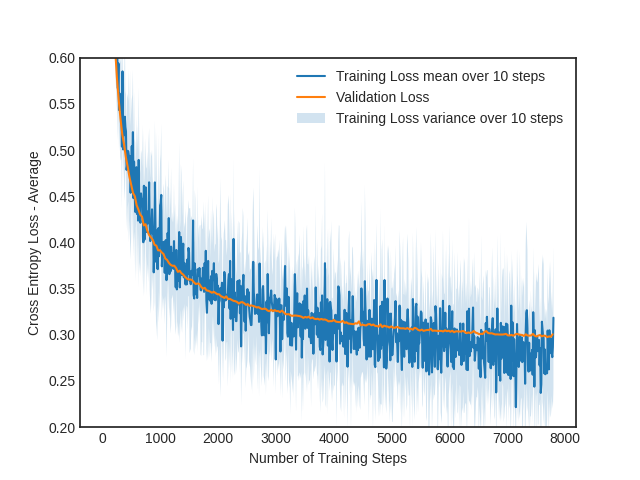 0.60
0.55
0.50
0.45
0.40
0.35
0.30
0.25
0.20
Cross Entropy Loss - Average
Training Loss mean over 10 steps
Validation Loss
Training Loss variance over 10 steps
0 1000 2000 3000 4000 5000 6000 7000 8000
Number of Training Steps